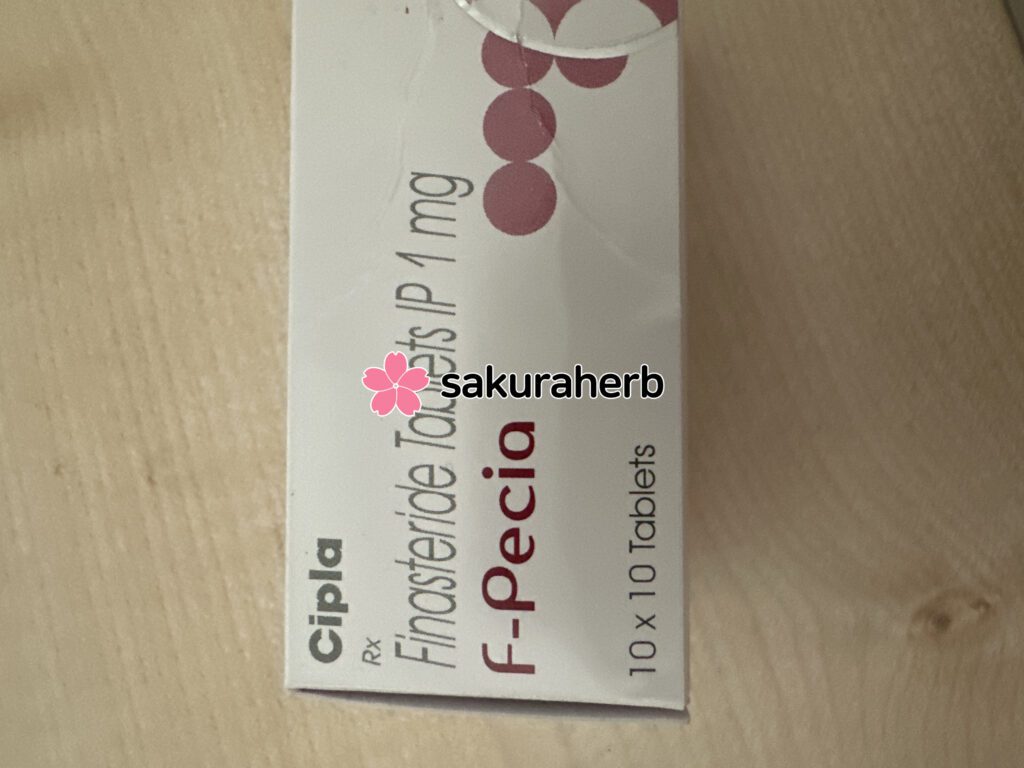 Cipla
Rx
Finasteride Tablets IP 1 mg
F-Pecia
10 x 10 Tablets
sakuraherb